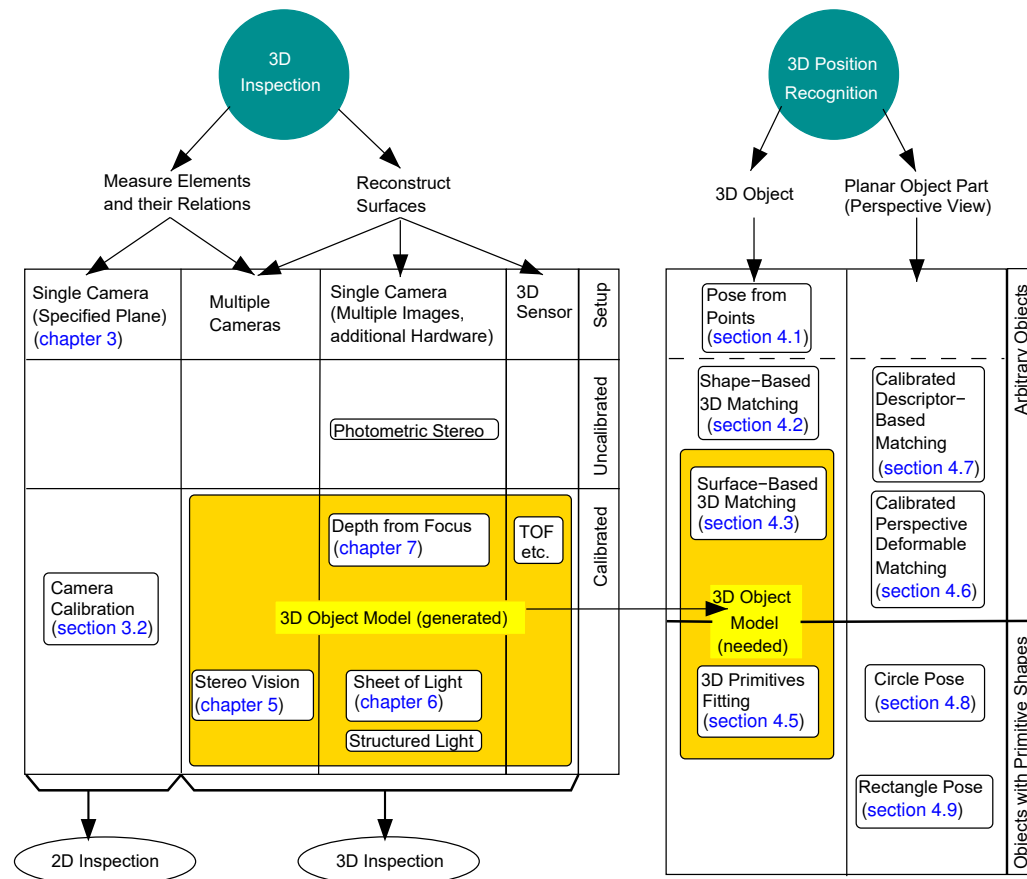 3D
Inspection
3D Position
Recognition
Measure Elements
and their Relations
Reconstruct
Surfaces
3D Object
Planar Object Part
(Perspective View)
Single Camera
(Specified Plane)
(chapter 3)
Multiple
Cameras
Single Camera
(Multiple Images,
additional Hardware)
3D
Sensor
Setup
Uncalibrated
Photometric Stereo
Calibrated
Depth from Focus
(chapter 7)
TOF
etc.
Camera
Calibration
(section 3.2)
3D Object Model (generated)
Stereo Vision
(chapter 5)
Sheet of Light
(chapter 6)
Structured Light
2D Inspection
3D Inspection
Pose from
Points
(section 4.1)
Shape−Based
3D Matching
(section 4.2)
Surface−Based
3D Matching
(section 4.3)
3D Object
Model
(needed)
3D Primitives
Fitting
(section 4.5)
Calibrated
Descriptor−
Based
Matching
(section 4.7)
Calibrated
Perspective
Deformable
Matching
(section 4.6)
Circle Pose
(section 4.8)
Rectangle Pose
(section 4.9)
Arbitrary Objects
Objects with Primitive Shapes